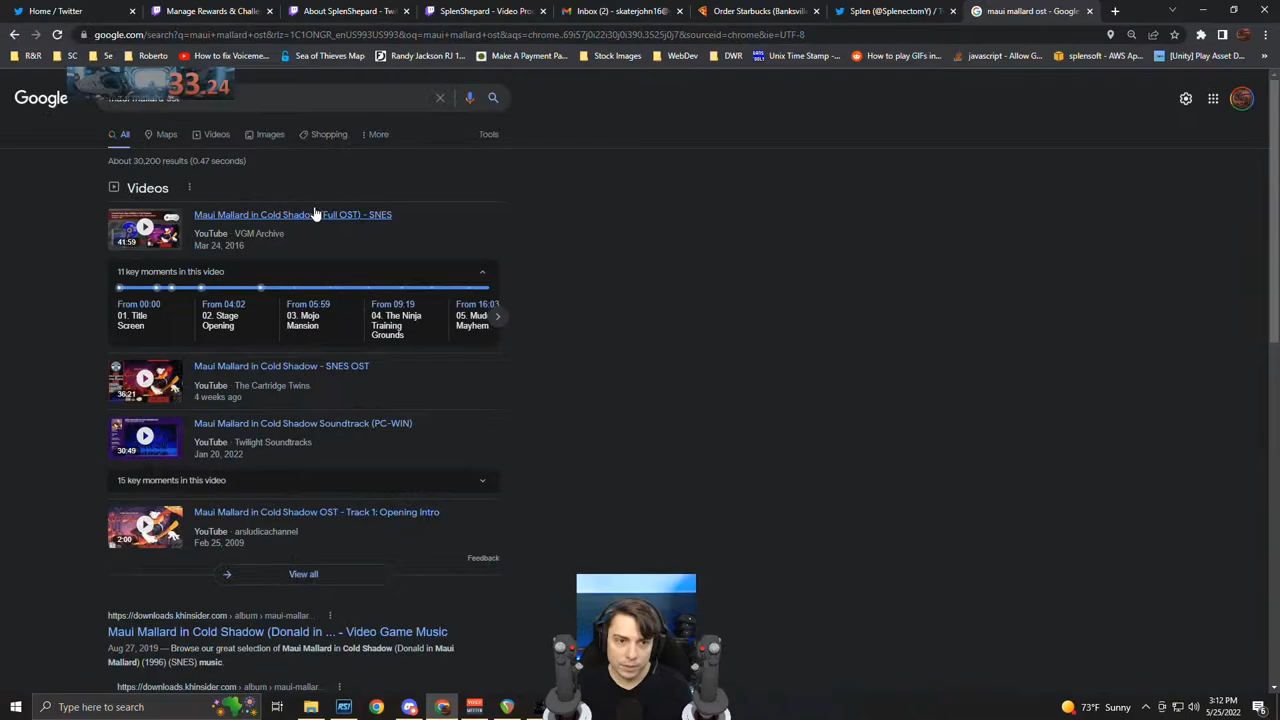 Home / Twitter
Manage Rewards & Challe
About SplenShepard - Twi
SplenShepard - Video Pro
Inbox (2) - skaterjohn16@
Order Starbucks (Banksvil
Splen (@SplenectomY) / T
maui mallard ost - Google
google.com/search?q=maui+mallard+ost&rlz=1C1ONGR_enUS993US993&oq=maui+mallard+ost&aqs=chrome..69i57j0i22i30j0i390.3525j0j7&sourceid=chrome&ie=UTF-8
R&R
SC
5e
Roberto
How to fix Voiceme...
Sea of Thieves Map
Randy Jackson RJ 1...
Make A Payment |...
Stocks
WebDev
DWR
Unix Time Stamp -...
How to play GIFs in...
javascript - Allow G...
splensoft - AWS Ap...
[Unity] Play Asset D...
33.24
Google
maui mallard ost
All
Maps
Videos
Images
Shopping
More
Tools
About 30,200 results (0.47 seconds)
Videos
Maui Mallard in Cold Shadow (Full OST) - SNES
YouTube · VGM Archive
Mar 24, 2016
41:59
11 key moments in this video
From 00:00
01. Title
Screen
From 04:02
02. Stage
Opening
From 05:59
03. Mojo
Mansion
From 09:19
04. The Ninja
Training
Grounds
From 16:03
05. Mudd
Mayhem
Maui Mallard in Cold Shadow - SNES OST
YouTube · The Cartridge Twins
4 weeks ago
36:21
Maui Mallard in Cold Shadow Soundtrack (PC-WIN)
YouTube · Twilight Soundtracks
Jan 20, 2022
30:49
15 key moments in this video
Maui Mallard in Cold Shadow OST - Track 1: Opening Intro
YouTube · arsludicachannel
Feb 25, 2009
2:00
Feedback
View all
https://downloads.khinsider.com › album › maui-mallar...
Maui Mallard in Cold Shadow (Donald in ... - Video Game Music
Aug 27, 2019 — Browse our great selection of Maui Mallard in Cold Shadow (Donald in Maui
Mallard) (1996) (SNES) music.
https://downloads.khinsider.com › album › maui-mallar...
Type here to search
RSI
73°F Sunny
3:12 PM
5/25/2022